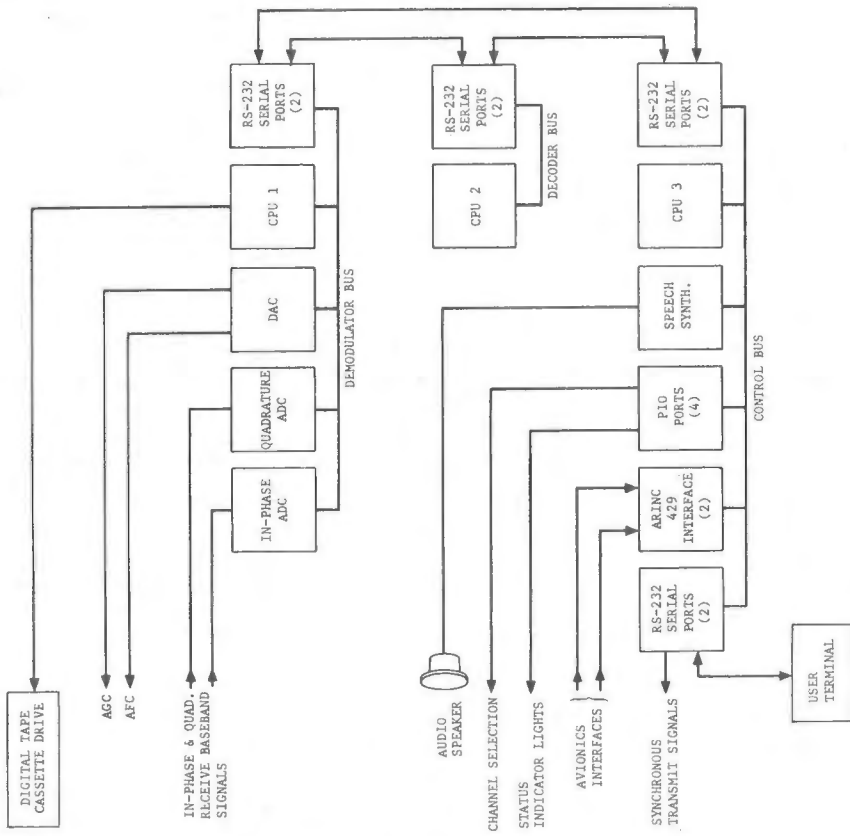 DIGITAL TAPE
CASSETTE DRIVE
AGC
AFC
IN-PHASE & QUAD.
RECEIVE BASEBAND
SIGNALS
IN-PHASE
ADC
QUADRATURE
ADC
DAC
CPU 1
RS-232
SERIAL
PORTS
(2)
DEMODULATOR BUS
CPU 2
RS-232
SERIAL
PORTS
(2)
DECODER BUS
AUDIO
SPEAKER
CHANNEL SELECTION
STATUS
INDICATOR LIGHTS
AVIONICS
INTERFACES
SYNCHRONOUS
TRANSMIT SIGNALS
RS-232
SERIAL
PORTS
(2)
ARINC
429
INTERFACE
(2)
PIO
PORTS
(4)
SPEECH
SYNTH.
CPU 3
RS-232
SERIAL
PORTS
(2)
CONTROL BUS
USER
TERMINAL